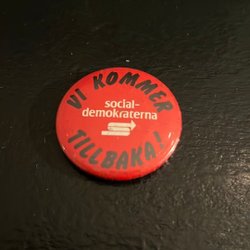 VI KOMMER
social-
demokraterna
TILLBAKA!